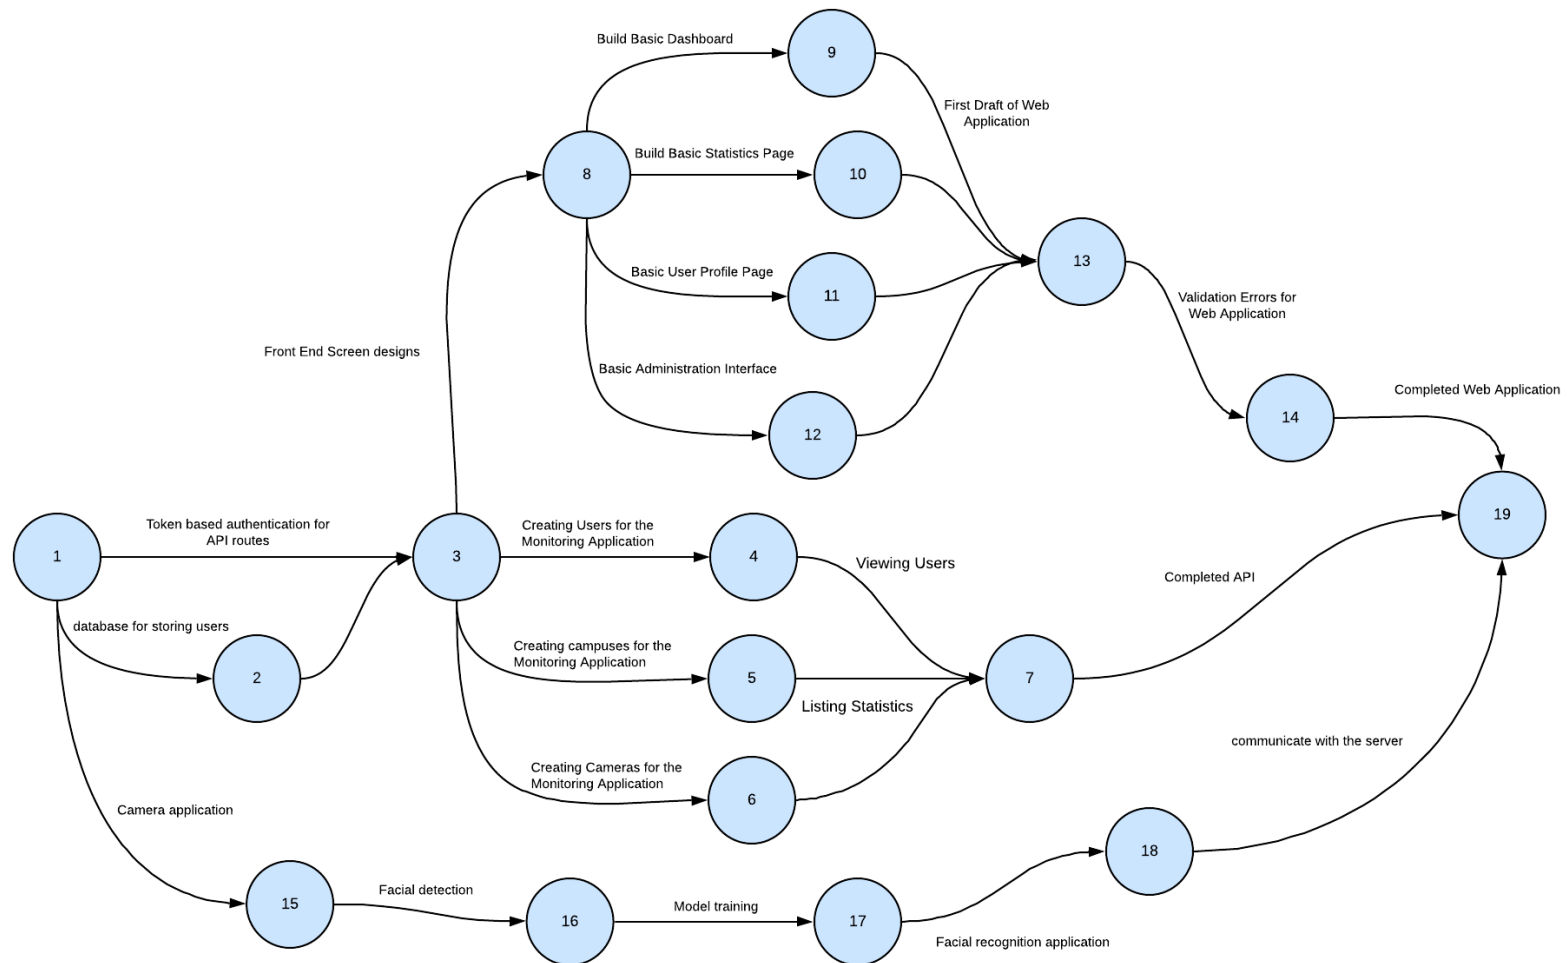 Build Basic Dashboard
9
First Draft of Web
Application
Build Basic Statistics Page
8
10
13
Basic User Profile Page
11
Validation Errors for
Web Application
Front End Screen designs
Basic Administration Interface
12
14
Completed Web Application
19
1
Token based authentication for
API routes
3
Creating Users for the
Monitoring Application
4
Viewing Users
Completed API
database for storing users
2
Creating campuses for the
Monitoring Application
5
Listing Statistics
7
Creating Cameras for the
Monitoring Application
6
communicate with the server
Camera application
18
15
Facial detection
16
Model training
17
Facial recognition application